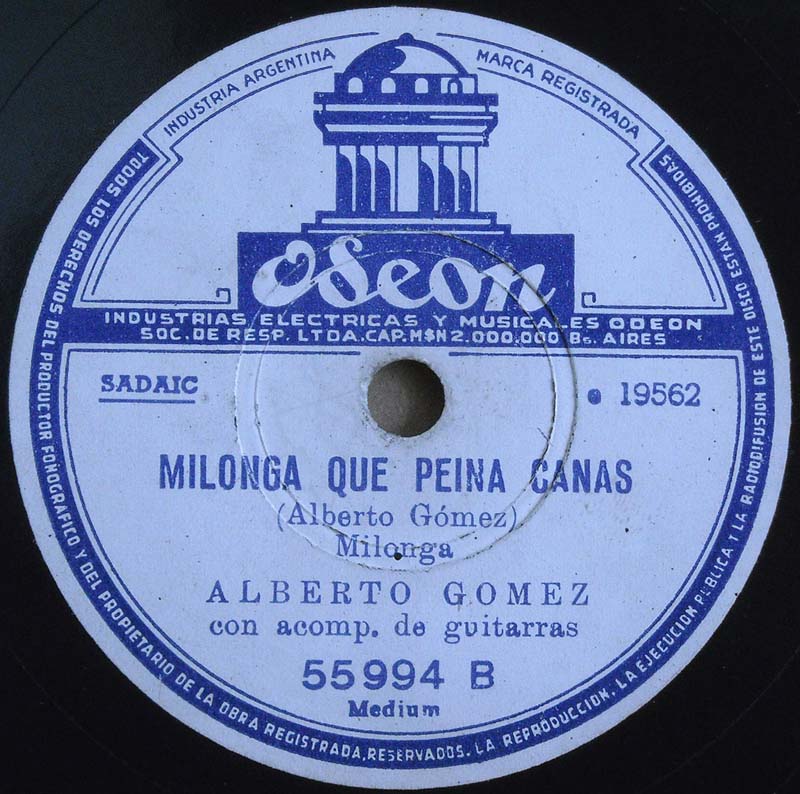 INDUSTRIA ARGENTINA
MARCA REGISTRADA
Odeon
INDUSTRIAS ELECTRICAS Y MUSICALES ODEON
SOC. DE RESP. LTDA. CAP. M$N 2.000.000 Bs. AIRES
SADAIC
19562
MILONGA QUE PEINA CANAS
(Alberto Gómez)
Milonga
ALBERTO GOMEZ
con acomp. de guitarras
55994 B
Medium
TODOS LOS DERECHOS DEL PRODUCTOR FONOGRAFICO Y DEL PROPIETARIO DE LA OBRA REGISTRADA, RESERVADOS. LA REPRODUCCION, LA EJECUCION PUBLICA Y LA RADIODIFUSION DE ESTE DISCO ESTAN PROHIBIDAS